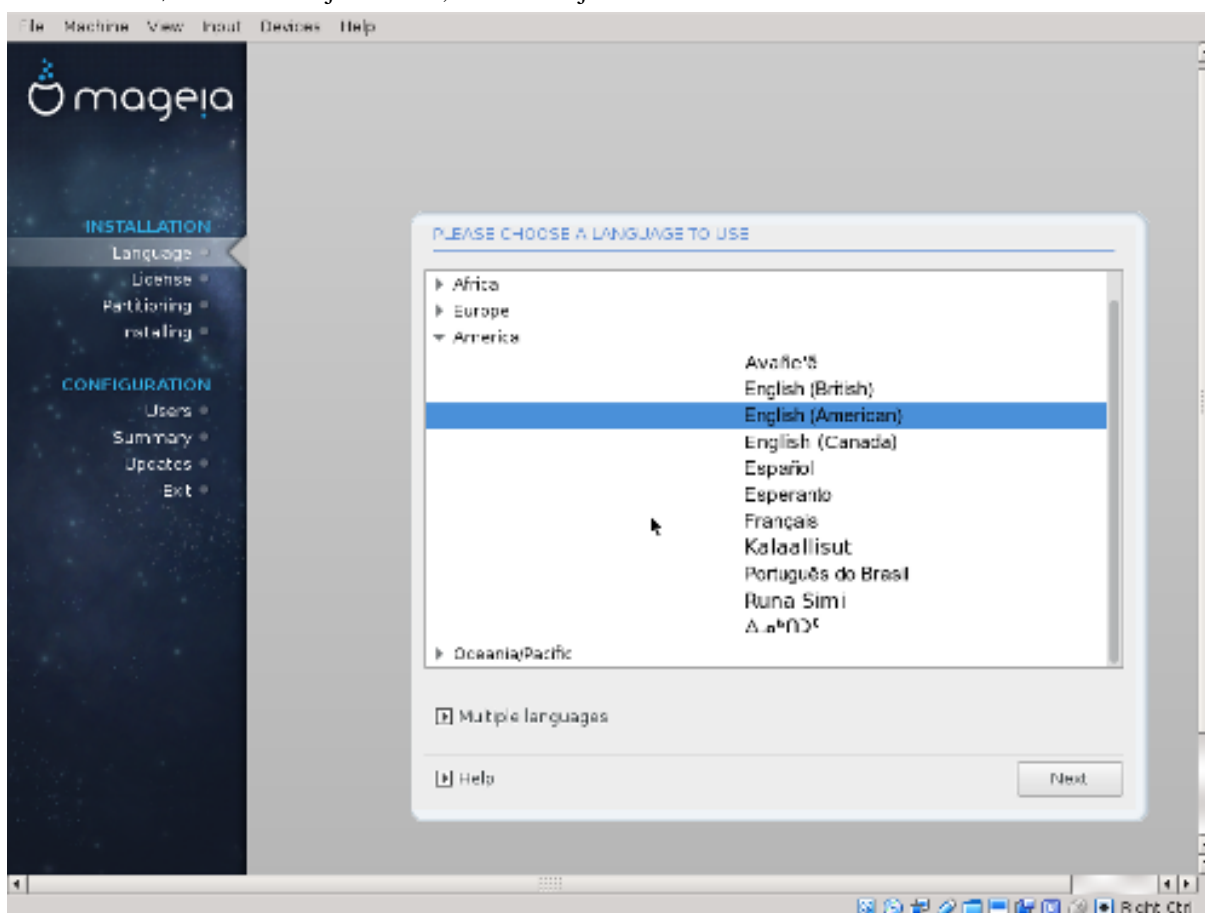 File Machine View Input Devices Help
mageia
INSTALLATION
Language
License
Partitioning
Installing
CONFIGURATION
Users
Summary
Updates
Exit
PLEASE CHOOSE A LANGUAGE TO USE
Africa
Europe
America
Avañe'ẽ
English (British)
English (American)
English (Canada)
Español
Esperanto
Français
Kalaallisut
Português do Brasil
Runa Simi
Oceania/Pacific
Multiple languages
Help
Next
Right Ctrl